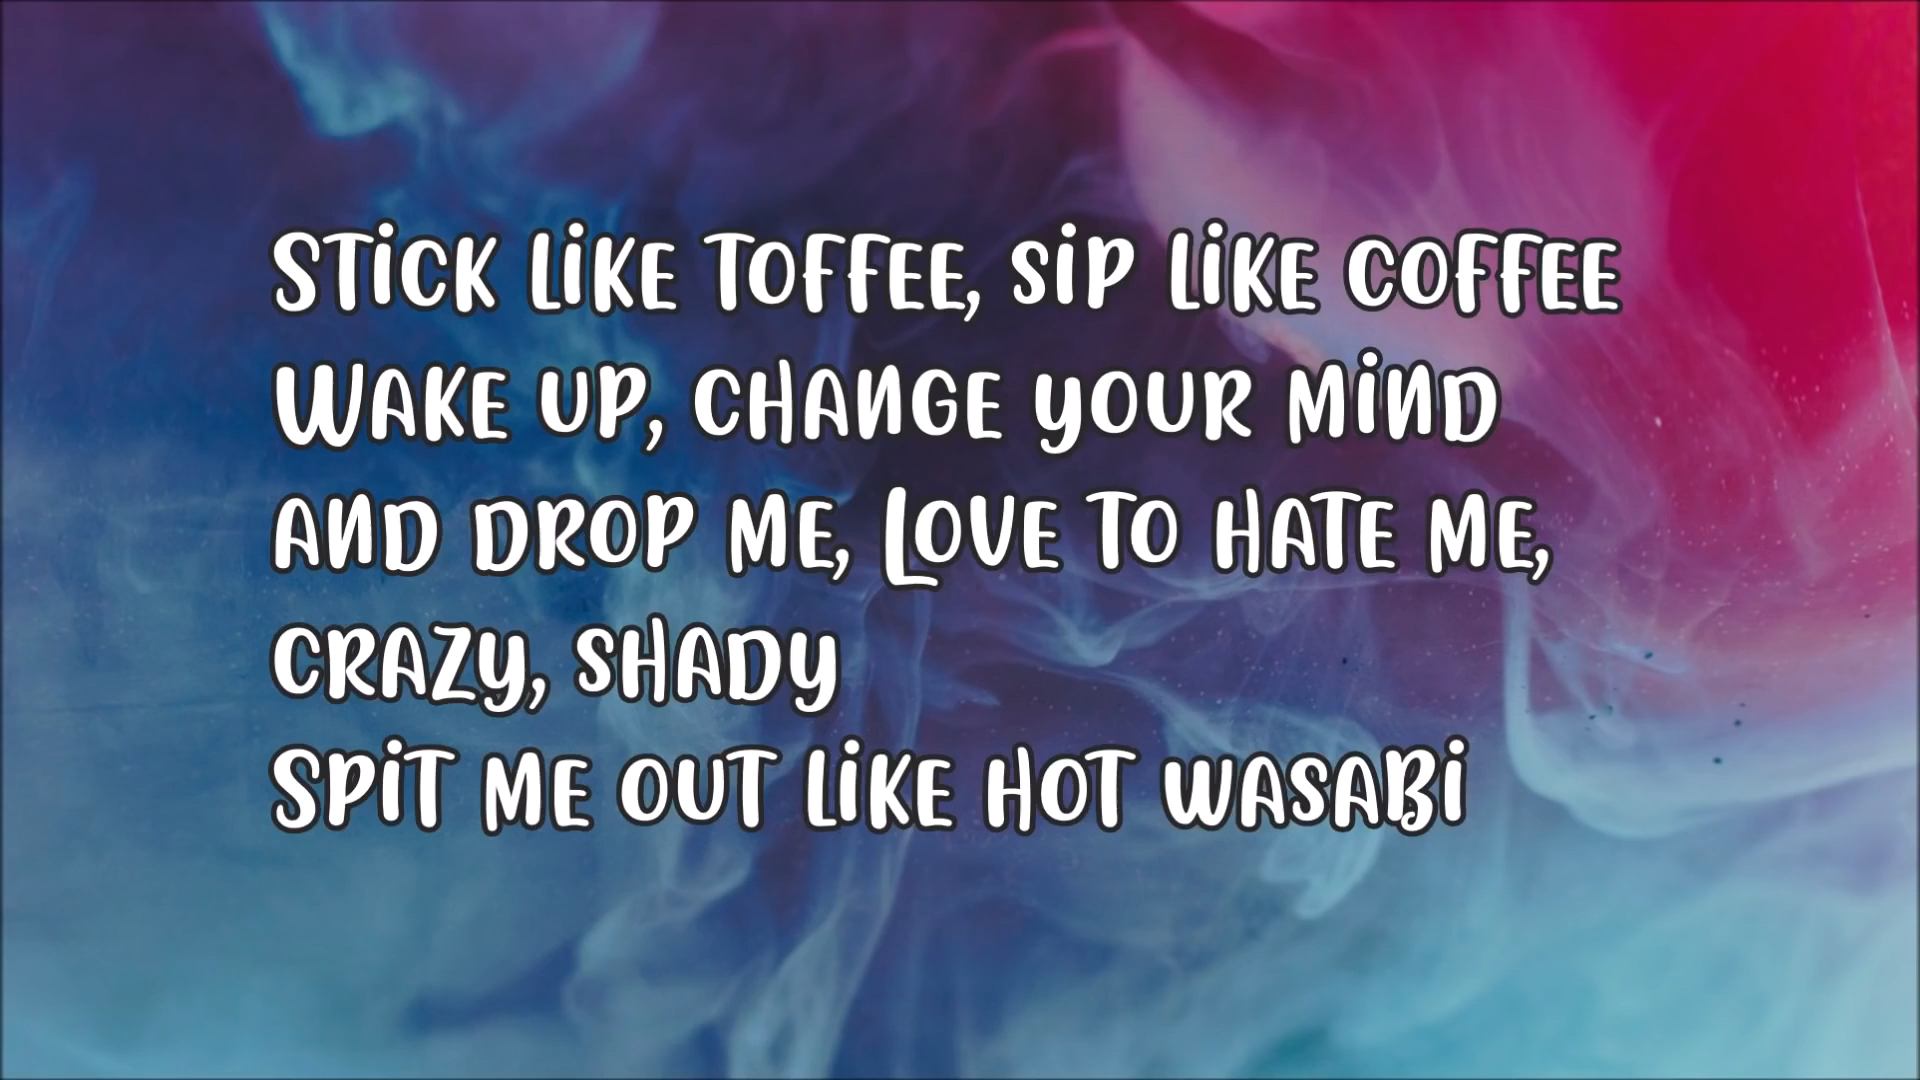 Stick like toffee, sip like coffee
Wake up, change your mind
and drop me, Love to hate me,
crazy, shady
Spit me out like hot wasabi